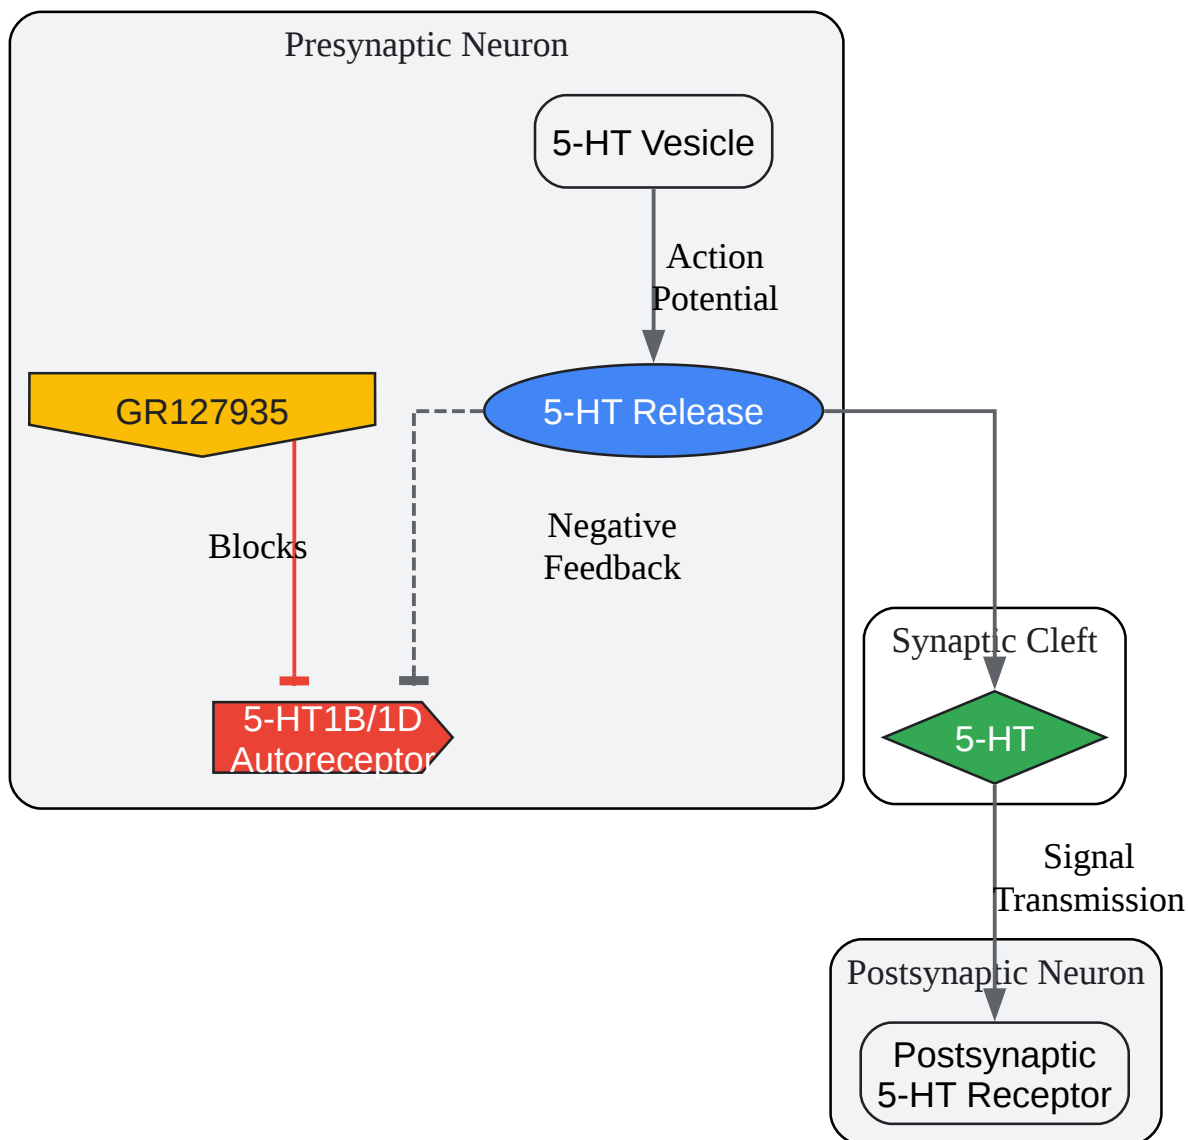 Presynaptic Neuron
5-HT Vesicle
Action
Potential
GR127935
5-HT Release
Blocks
Negative
Feedback
5-HT1B/1D
Autoreceptor
Synaptic Cleft
5-HT
Signal
Transmission
Postsynaptic Neuron
Postsynaptic
5-HT Receptor